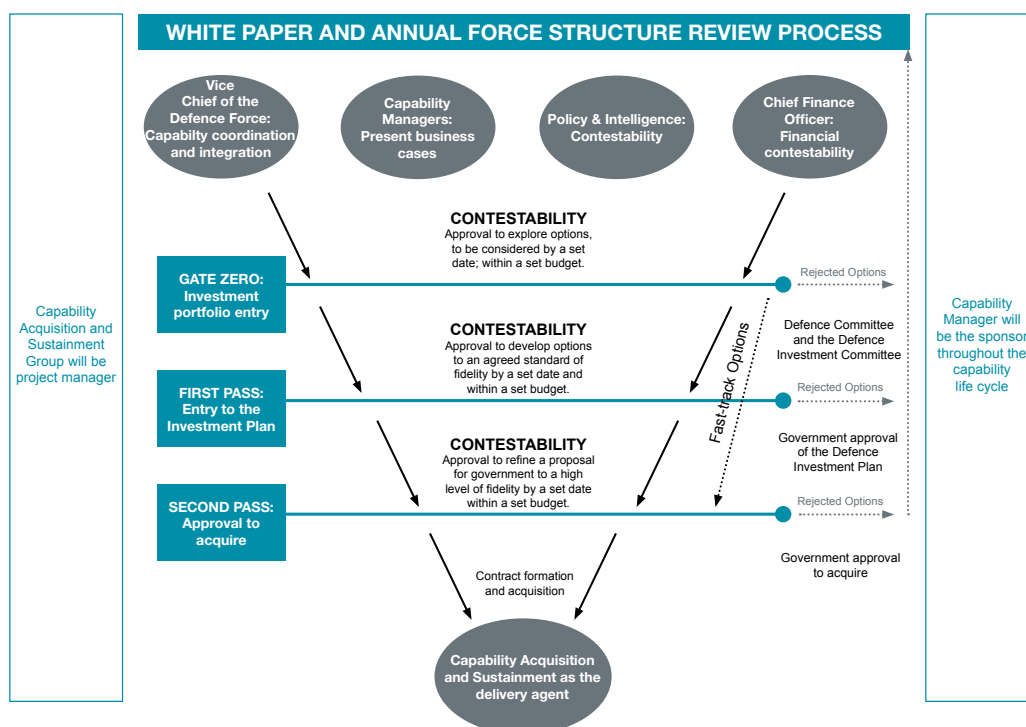 WHITE PAPER AND ANNUAL FORCE STRUCTURE REVIEW PROCESS
Vice
Chief of the
Defence Force:
Capabilty coordination
and integration
Capability
Managers:
Present business
cases
Policy & Intelligence:
Contestability
Chief Finance
Officer:
Financial
contestability
CONTESTABILITY
Approval to explore options,
to be considered by a set
date; within a set budget.
GATE ZERO:
Investment
portfolio entry
Rejected Options
Capability
Acquisition and
Sustainment
Group will be
project manager
CONTESTABILITY
Approval to develop options
to an agreed standard of
fidelity by a set date and
within a set budget.
Fast-track Options
Defence Committee
and the Defence
Investment Committee
Capability
Manager will
be the sponsor
throughout the
capability
life cycle
FIRST PASS:
Entry to the
Investment Plan
Rejected Options
CONTESTABILITY
Approval to refine a proposal
for government to a high
level of fidelity by a set date
within a set budget.
Government approval
of the Defence
Investment Plan
SECOND PASS:
Approval to
acquire
Rejected Options
Government approval
to acquire
Contract formation
and acquisition
Capability Acquisition
and Sustainment as the
delivery agent